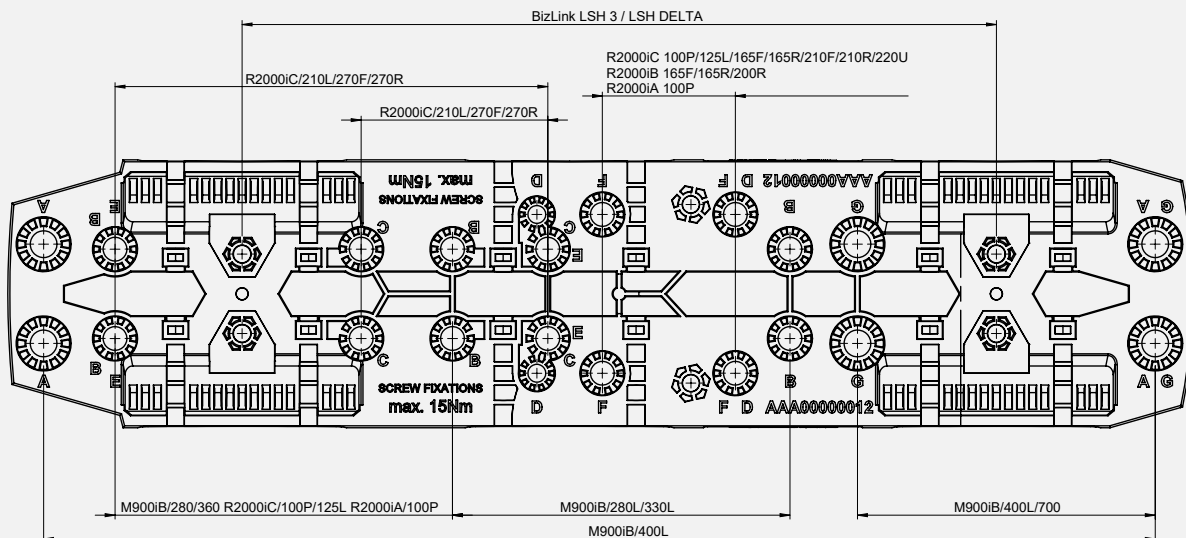 BizLink LSH 3 / LSH DELTA
R2000iC 100P/125L/165F/165R/210F/210R/220U
R2000iB 165F/165R/200R
R2000iA 100P
R2000iC/210L/270F/270R
R2000iC/210L/270F/270R
max. 15Nm
SCREW FIXATIONS
D F F D AAA00000012
A B E C B C E B G A G
A B E C B E C B G A G
SCREW FIXATIONS
max. 15Nm
D F F D AAA00000012
M900iB/280/360 R2000iC/100P/125L R2000iA/100P
M900iB/280L/330L
M900iB/400L/700
M900iB/400L